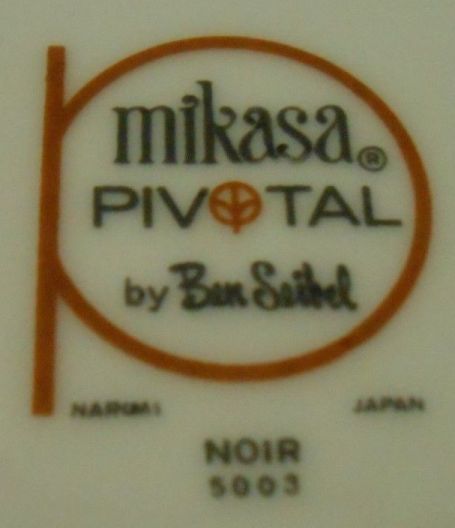 mikasa®
PIVOTAL
by Ben Seibel
NARUMI JAPAN
NOIR
5003